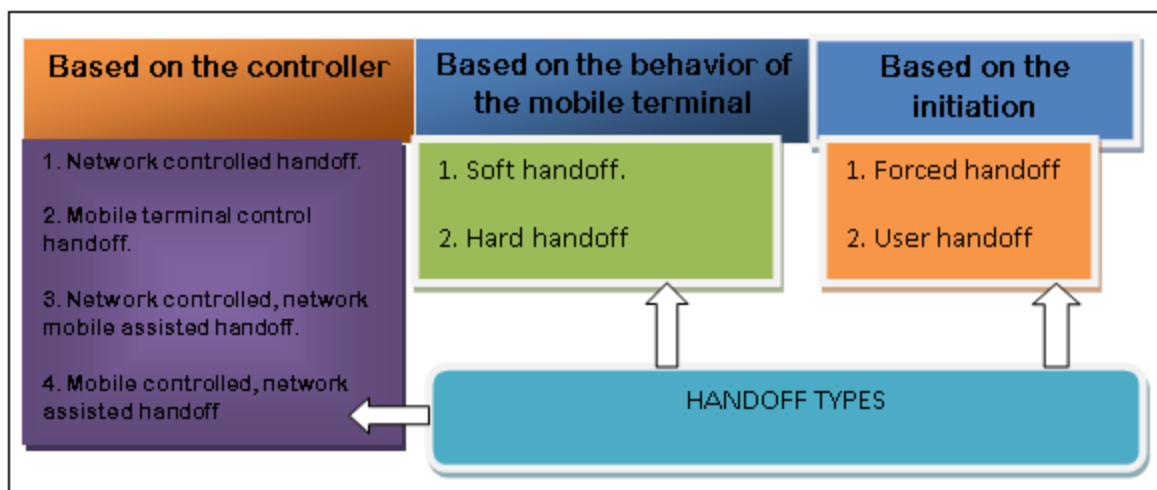 Based on the controller
Based on the behavior of
the mobile terminal
Based on the
initiation
1. Network controlled handoff.
2. Mobile terminal control
handoff.
3. Network controlled, network
mobile assisted handoff.
4. Mobile controlled, network
assisted handoff
1. Soft handoff.
2. Hard handoff
1. Forced handoff
2. User handoff
HANDOFF TYPES